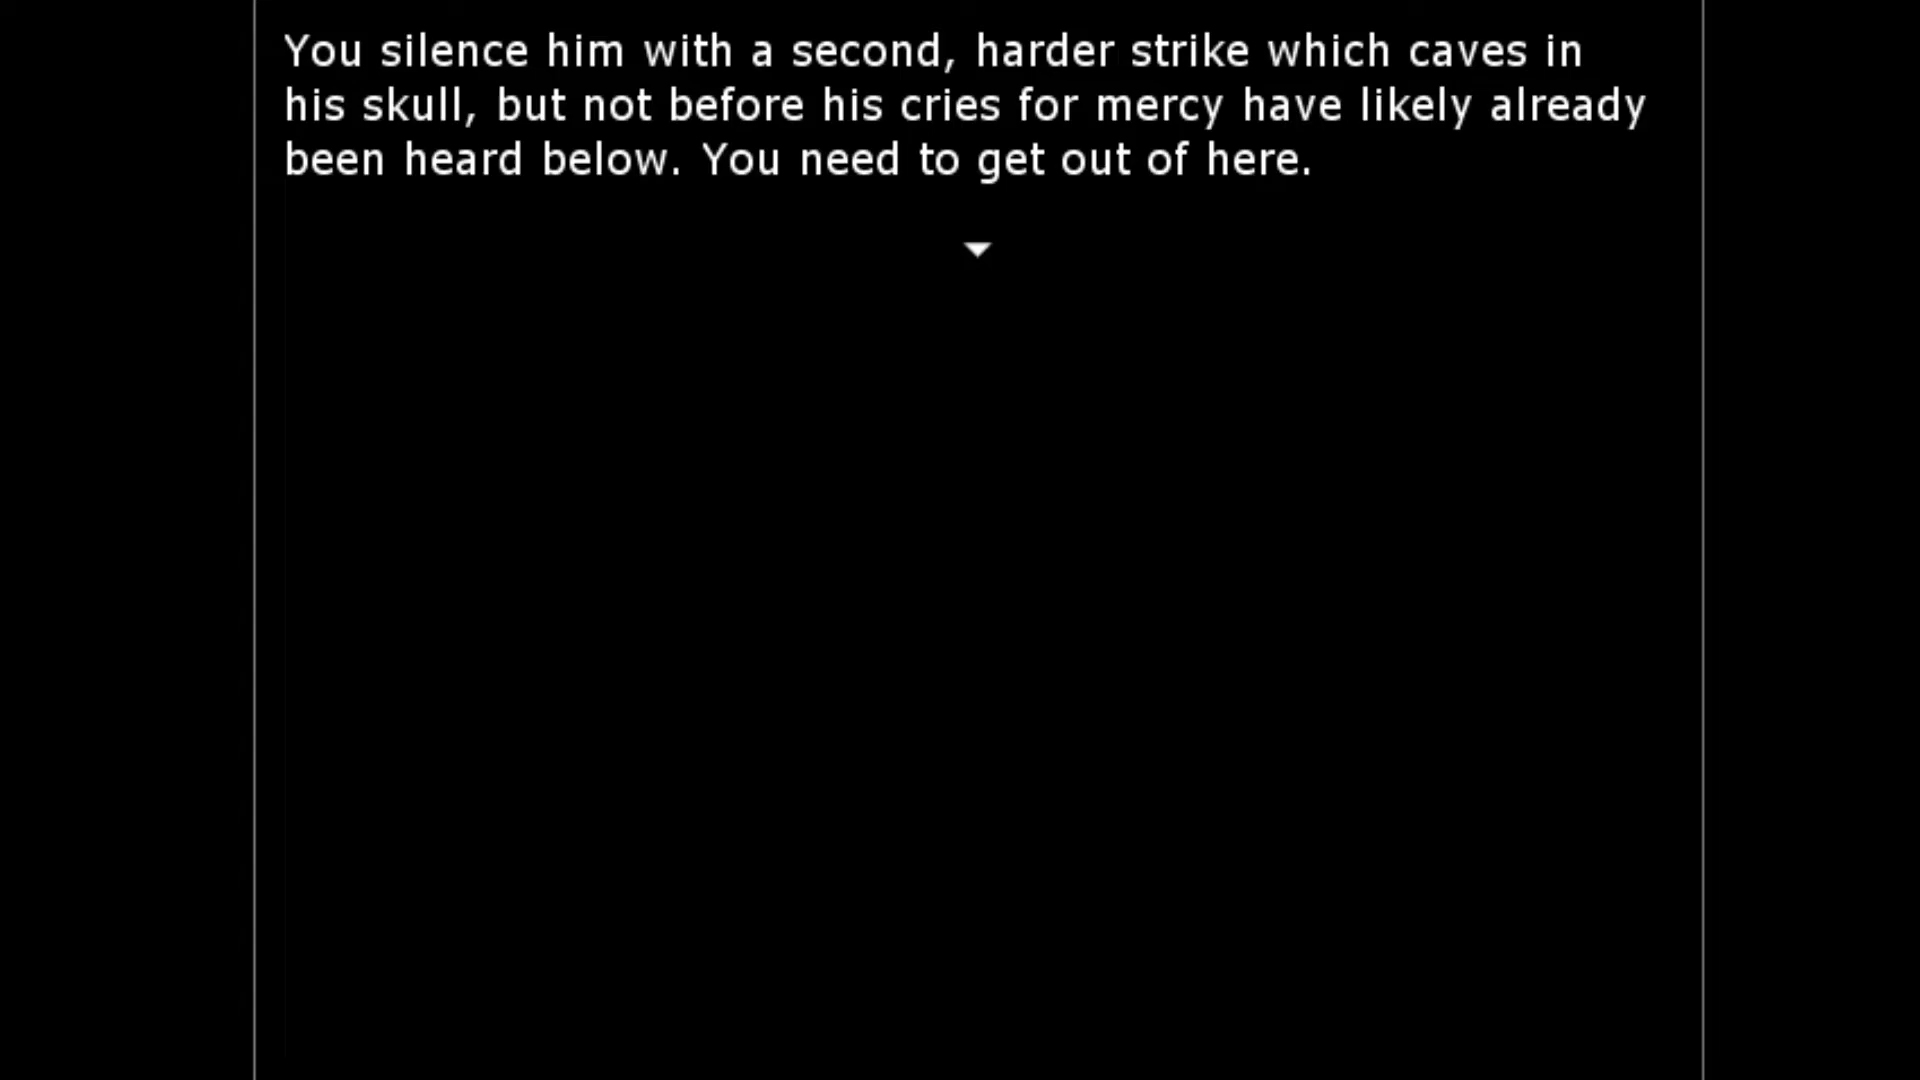 You silence him with a second, harder strike which caves in
his skull, but not before his cries for mercy have likely already
been heard below. You need to get out of here.